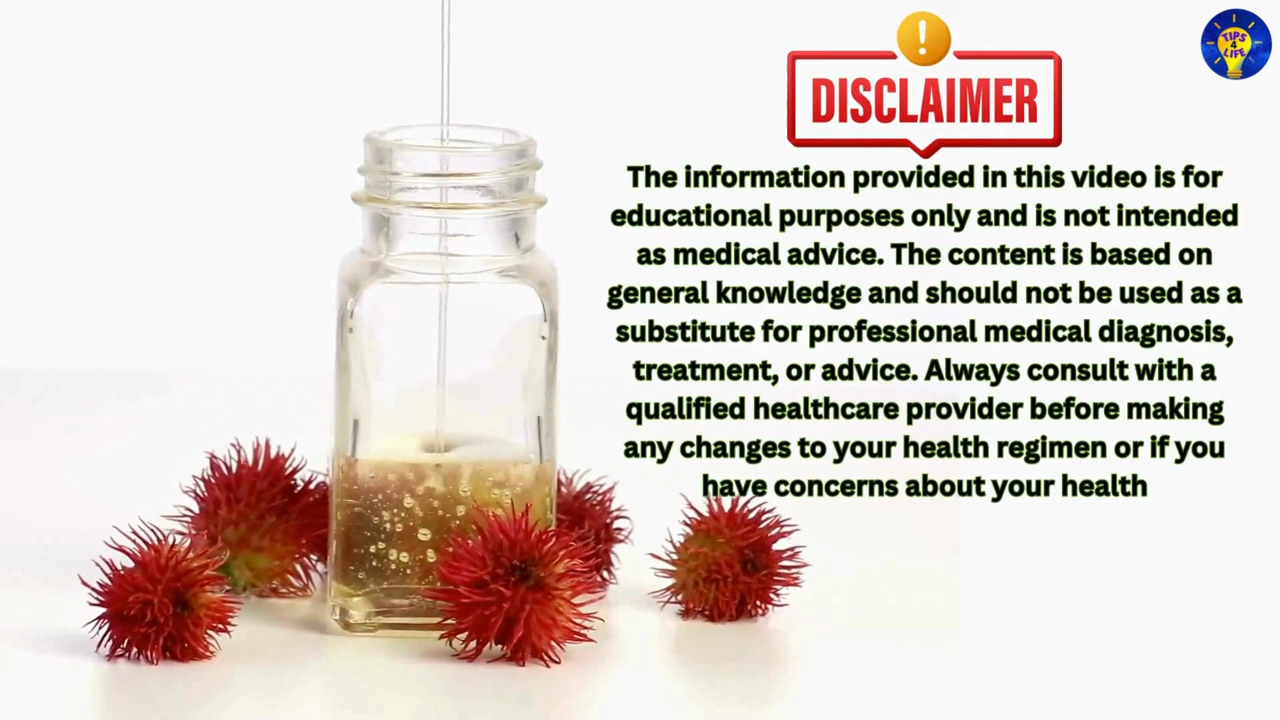 TIPS
4
LIFE
!
DISCLAIMER
The information provided in this video is for
educational purposes only and is not intended
as medical advice. The content is based on
general knowledge and should not be used as a
substitute for professional medical diagnosis,
treatment, or advice. Always consult with a
qualified healthcare provider before making
any changes to your health regimen or if you
have concerns about your health